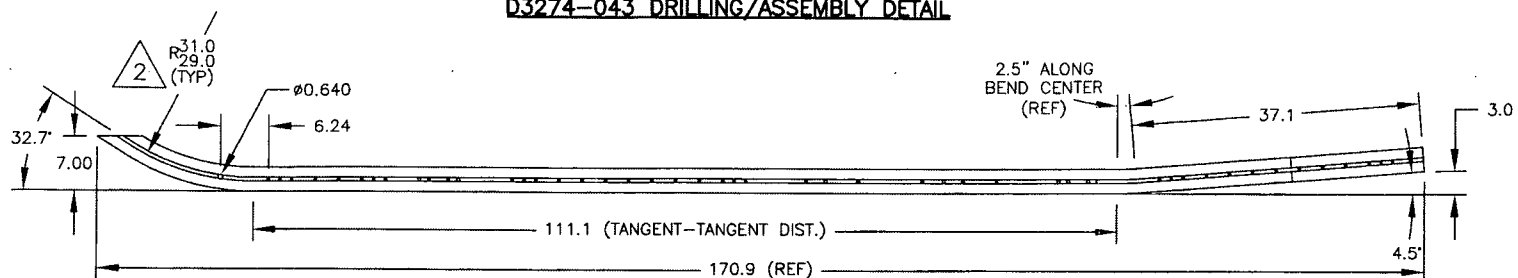 D3274-043 DRILLING/ASSEMBLY DETAIL
2
R31.0
29.0
(TYP)
Ø0.640
2.5" ALONG
BEND CENTER
(REF)
37.1
3.0
32.7°
6.24
7.00
111.1 (TANGENT-TANGENT DIST.)
4.5°
170.9 (REF)